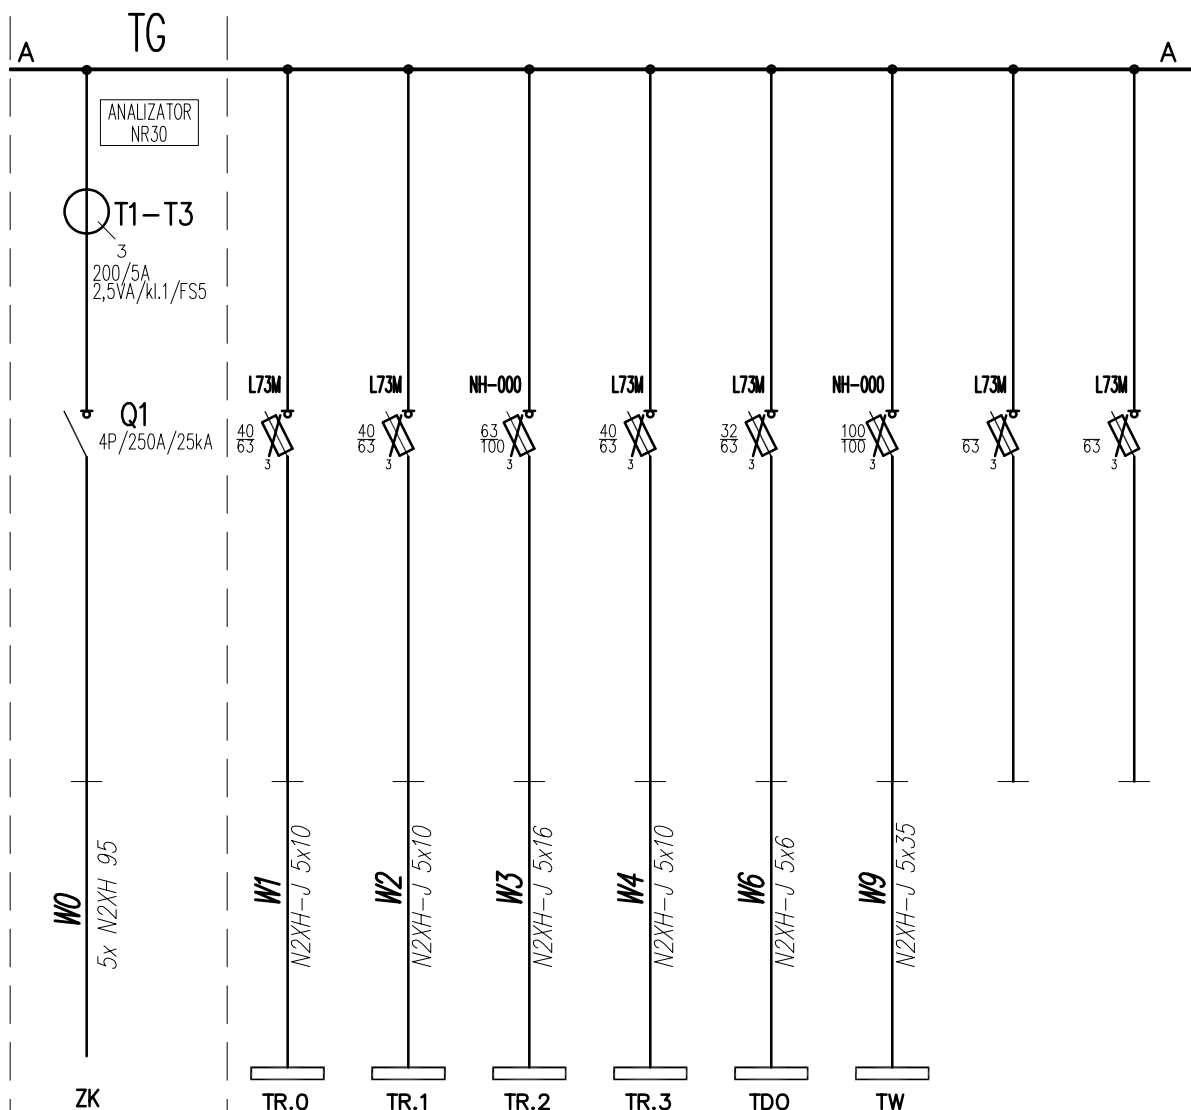 TG
A
A
ANALIZATOR
NR30
T1-T3
3
200/5A
2,5VA/kl.1/FS5
Q1
4P/250A/25kA
L73M
40
63
3
L73M
40
63
3
NH-000
63
100
3
L73M
40
63
3
L73M
32
63
3
NH-000
100
100
3
L73M
63
3
L73M
63
3
W0
5x N2XH 95
W1
N2XH-J 5x10
W2
N2XH-J 5x10
W3
N2XH-J 5x16
W4
N2XH-J 5x10
W6
N2XH-J 5x6
W9
N2XH-J 5x35
ZK
TR.0
TR.1
TR.2
TR.3
TDO
TW